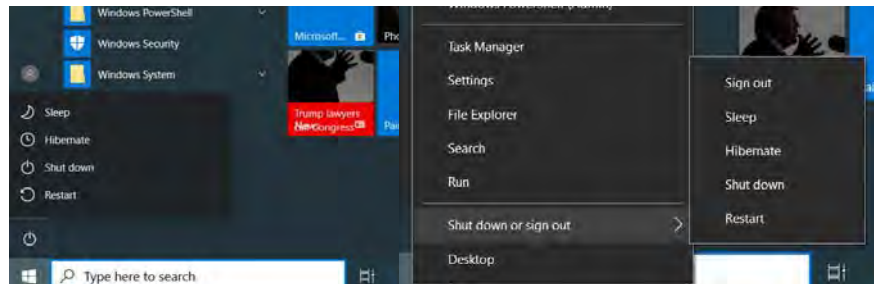 Windows PowerShell
Microsoft...
Windows Security
Windows System
Trump lawyers
Congress
Sleep
Hibernate
Shut down
Restart
Type here to search
Task Manager
Settings
File Explorer
Search
Run
Shut down or sign out
Desktop
Sign out
Sleep
Hibernate
Shut down
Restart